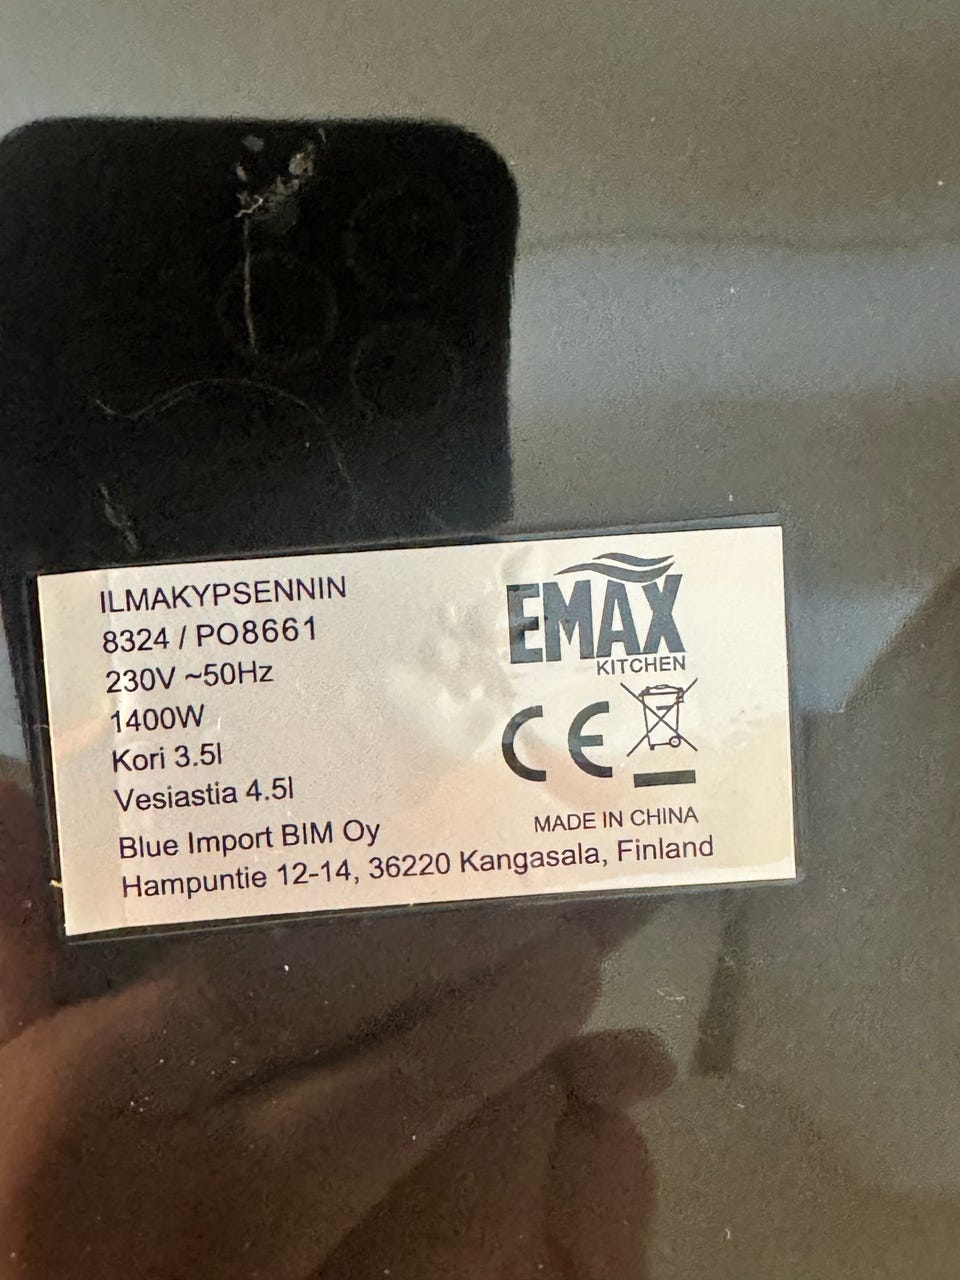 ILMAKYPSENNIN
8324 / PO8661
230V ~50Hz
1400W
Kori 3.5l
Vesiastia 4.5l
Blue Import BIM Oy
Hampuntie 12-14, 36220 Kangasala, Finland
EMAX
KITCHEN
CE
MADE IN CHINA